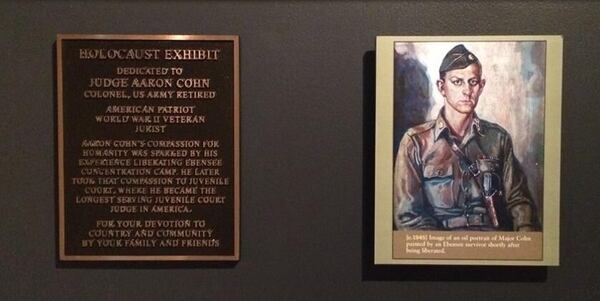 HOLOCAUST EXHIBIT
DEDICATED TO
JUDGE AARON COHN
COLONEL, US ARMY RETIRED
AMERICAN PATRIOT
WORLD WAR II VETERAN
JURIST
AARON COHN'S COMPASSION FOR
HUMANITY WAS SPARKED BY HIS
EXPERIENCE LIBERATING EBENSEE
CONCENTRATION CAMP. HE LATER
TOOK THAT COMPASSION TO JUVENILE
COURT, WHERE HE BECAME THE
LONGEST SERVING JUVENILE COURT
JUDGE IN AMERICA.
FOR YOUR DEVOTION TO
COUNTRY AND COMMUNITY
BY YOUR FAMILY AND FRIENDS
[c.1945] Image of an oil portrait of Major Cohn
painted by an Ebensee survivor shortly after
being liberated.